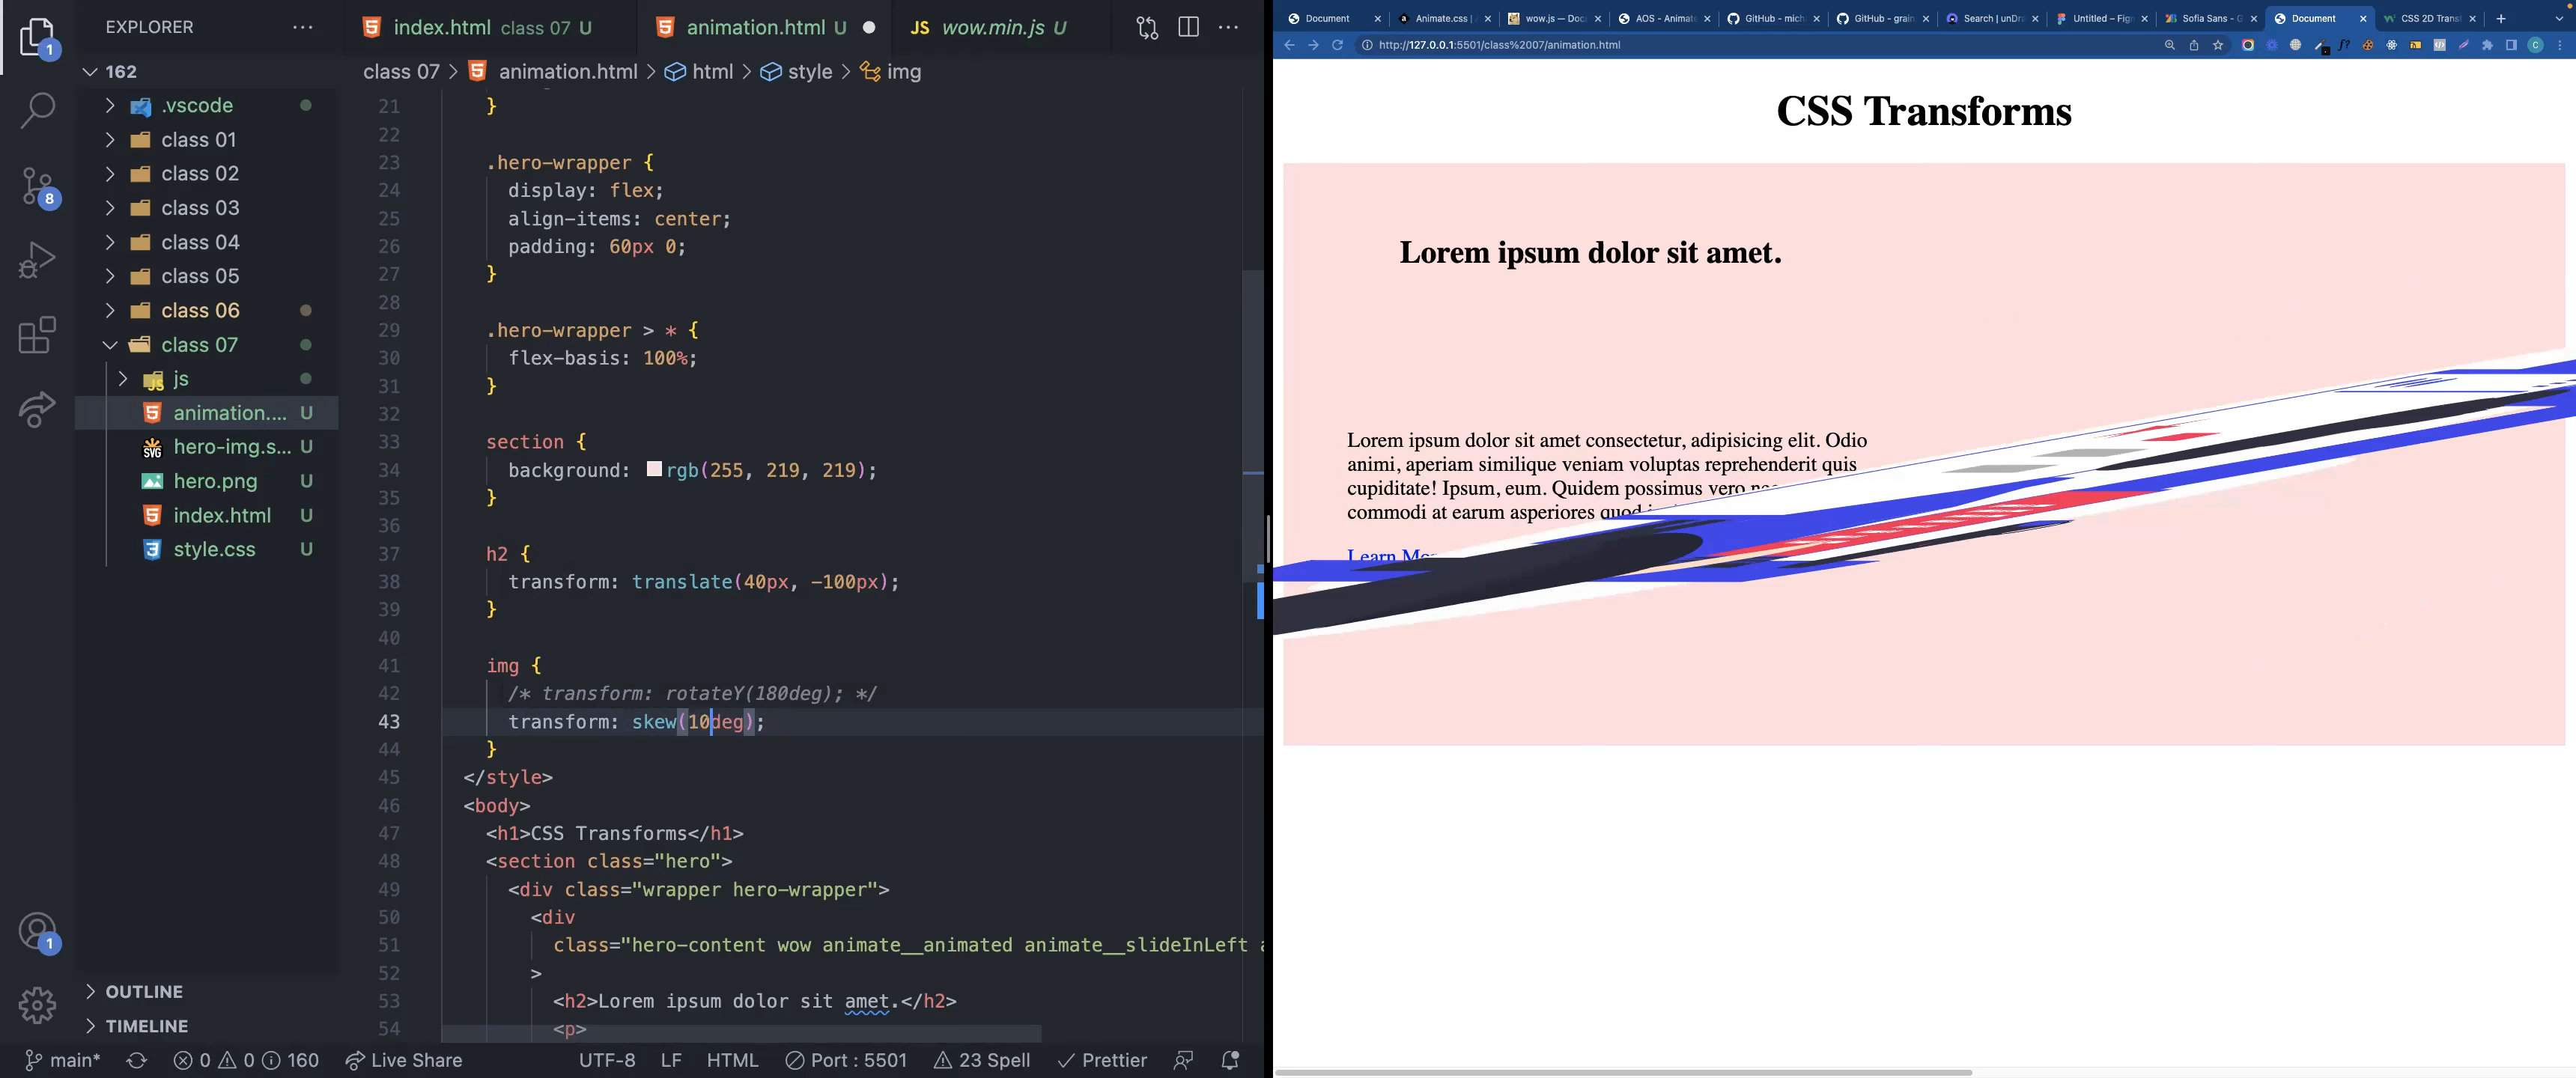 EXPLORER
162
.vscode
class 01
class 02
class 03
class 04
class 05
class 06
class 07
js
animation.... U
hero-img.s... U
hero.png U
index.html U
style.css U
OUTLINE
TIMELINE
1
8
1
index.html class 07 U
animation.html U
JS wow.min.js U
class 07 > animation.html > html > style > img
21 }
22
23 .hero-wrapper {
24 display: flex;
25 align-items: center;
26 padding: 60px 0;
27 }
28
29 .hero-wrapper > * {
30 flex-basis: 100%;
31 }
32
33 section {
34 background: rgb(255, 219, 219);
35 }
36
37 h2 {
38 transform: translate(40px, -100px);
39 }
40
41 img {
42 /* transform: rotateY(180deg); */
43 transform: skew(10deg);
44 }
45 </style>
46 <body>
47 <h1>CSS Transforms</h1>
48 <section class="hero">
49 <div class="wrapper hero-wrapper">
50 <div
51 class="hero-content wow animate__animated animate__slideInLeft
52 >
53 <h2>Lorem ipsum dolor sit amet.</h2>
54 <p>
main* 0 0 160 Live Share UTF-8 LF HTML Port : 5501 23 Spell Prettier
Document Animate.css | wow.js — Doc AOS - Animat GitHub - mich GitHub - grain Search | unDr Untitled – Fig Sofia Sans - G Document CSS 2D Trans
http://127.0.0.1:5501/class%2007/animation.html
CSS Transforms
Lorem ipsum dolor sit amet.
Lorem ipsum dolor sit amet consectetur, adipisicing elit. Odio
animi, aperiam similique veniam voluptas reprehenderit quis
cupiditate! Ipsum, eum. Quidem possimus vero
commodi at earum asperiores quod
Learn